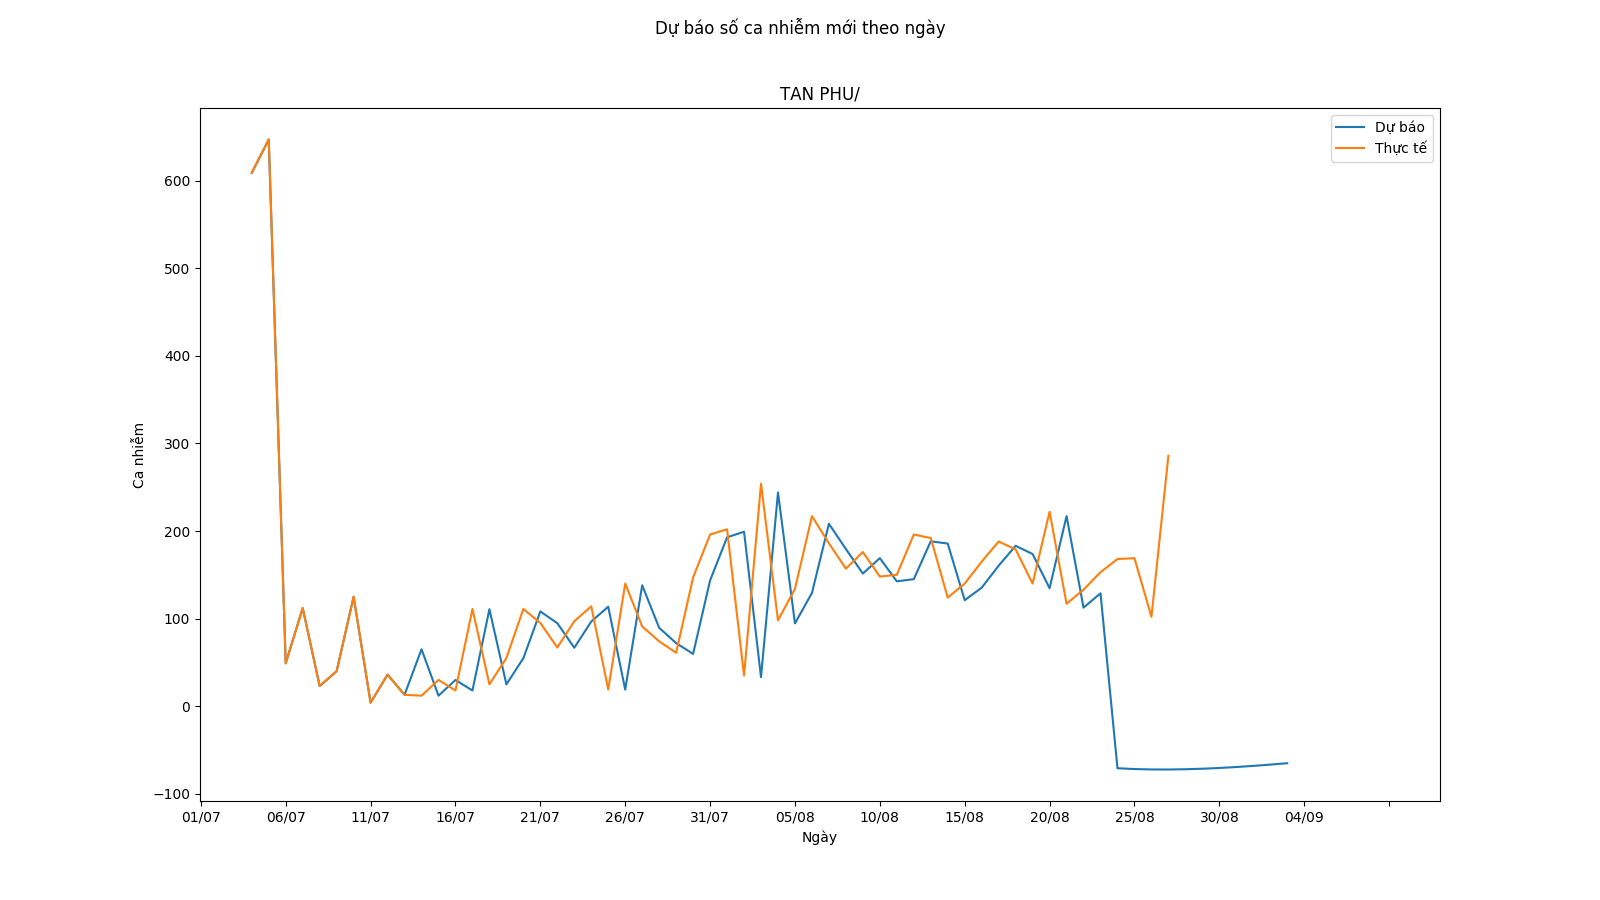 Dự báo số ca nhiễm mới theo ngày
TAN PHU/
Dự báo
Thực tế
600
500
400
300
200
100
0
−100
Ca nhiễm
01/07 06/07 11/07 16/07 21/07 26/07 31/07 05/08 10/08 15/08 20/08 25/08 30/08 04/09
Ngày